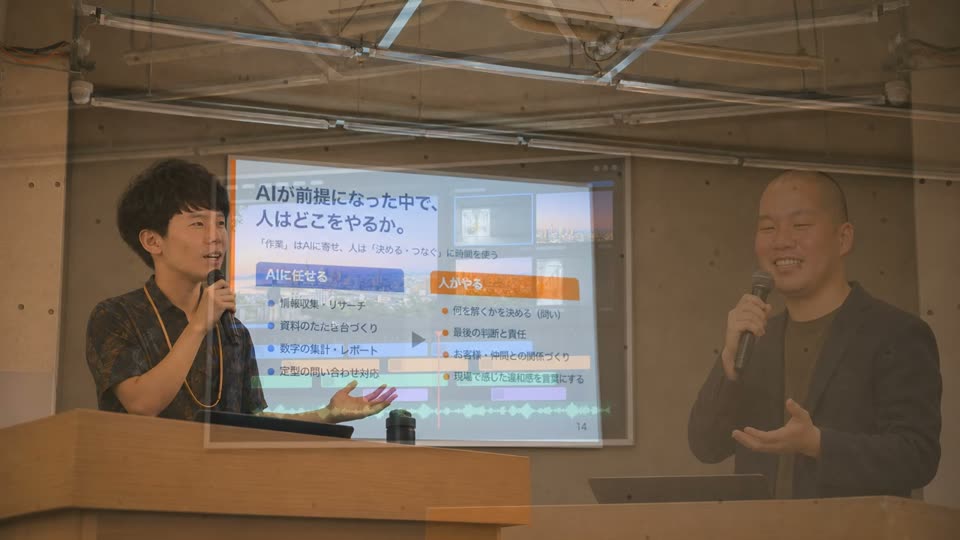 AIが前提になった中で、
人はどこをやるか。
「作業」はAIに寄せ、人は「決める・つなぐ」に時間を使う
AIに任せる
情報収集・リサーチ
資料のたたき台づくり
数字の集計・レポート
定型の問い合わせ対応
人がやる
何を解くかを決める（問い）
最後の判断と責任
お客様・仲間との関係づくり
現場で感じた違和感を言葉にする
14